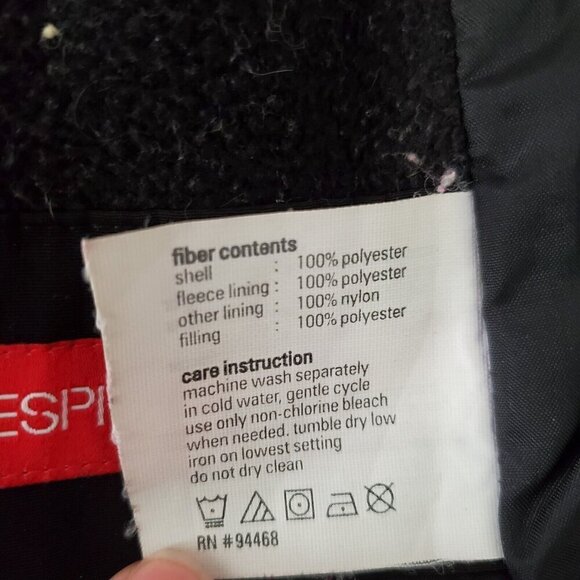 fiber contents
shell : 100% polyester
fleece lining : 100% polyester
other lining : 100% nylon
filling : 100% polyester
care instruction
machine wash separately
in cold water, gentle cycle
use only non-chlorine bleach
when needed. tumble dry low
iron on lowest setting
do not dry clean
RN # 94468
ESPI